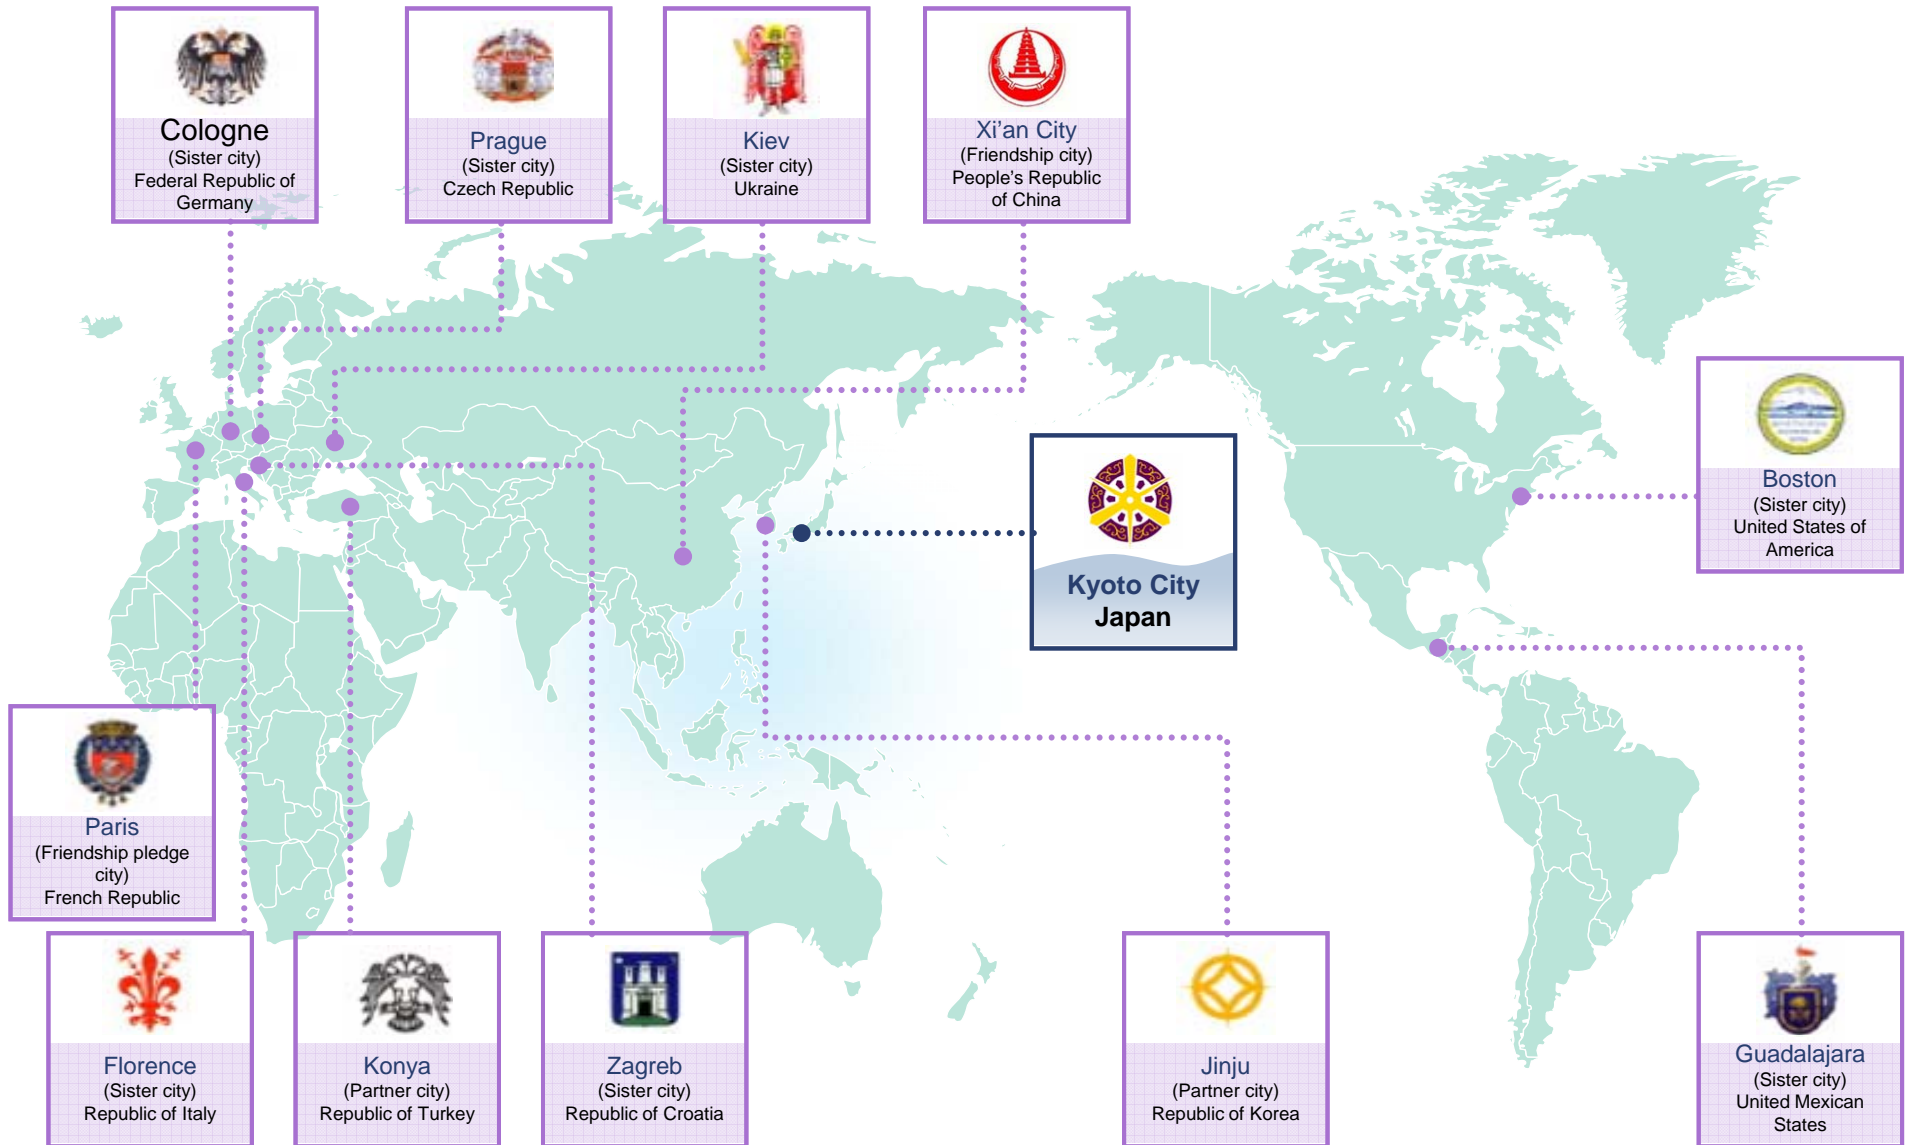 Cologne
(Sister city)
Federal Republic of
Germany
Prague
(Sister city)
Czech Republic
Kiev
(Sister city)
Ukraine
Xi'an City
(Friendship city)
People's Republic
of China
Boston
(Sister city)
United States of
America
Kyoto City
Japan
Paris
(Friendship pledge
city)
French Republic
Florence
(Sister city)
Republic of Italy
Konya
(Partner city)
Republic of Turkey
Zagreb
(Sister city)
Republic of Croatia
Jinju
(Partner city)
Republic of Korea
Guadalajara
(Sister city)
United Mexican
States